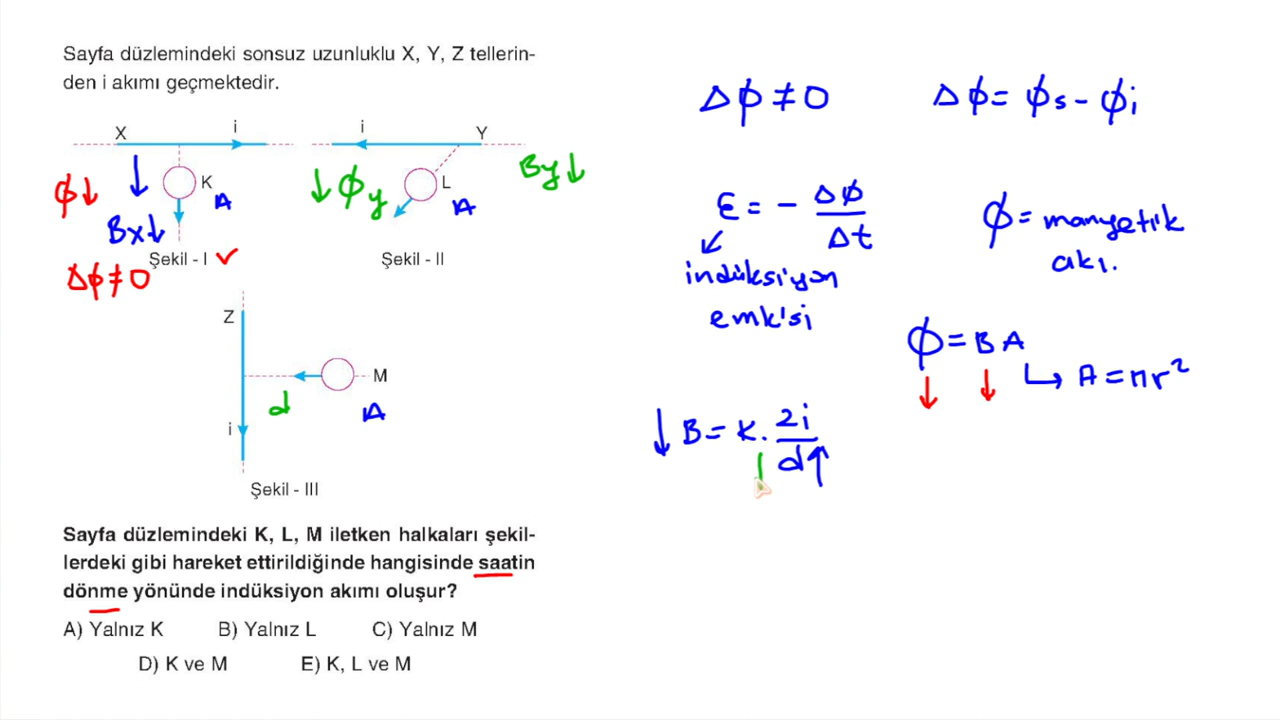 Sayfa düzlemindeki sonsuz uzunluklu X, Y, Z tellerin-
den i akımı geçmektedir.
X i
K
A
ϕ↓
↓
Bx↓
Δϕ≠0
Şekil - I ✓
i Y
L
A
↓ϕy
By↓
Şekil - II
Z
i
d
M
A
Şekil - III
Sayfa düzlemindeki K, L, M iletken halkaları şekil-
lerdeki gibi hareket ettirildiğinde hangisinde saatin
dönme yönünde indüksiyon akımı oluşur?
A) Yalnız K B) Yalnız L C) Yalnız M
D) K ve M E) K, L ve M
Δϕ≠0 Δϕ= ϕs - ϕi
ε = - Δϕ/Δt
indüksiyon
emk'si
ϕ= manyetik
akı.
ϕ = B A
↓ ↓ ↳ A = πr²
↓ B = K. 2i/d↑